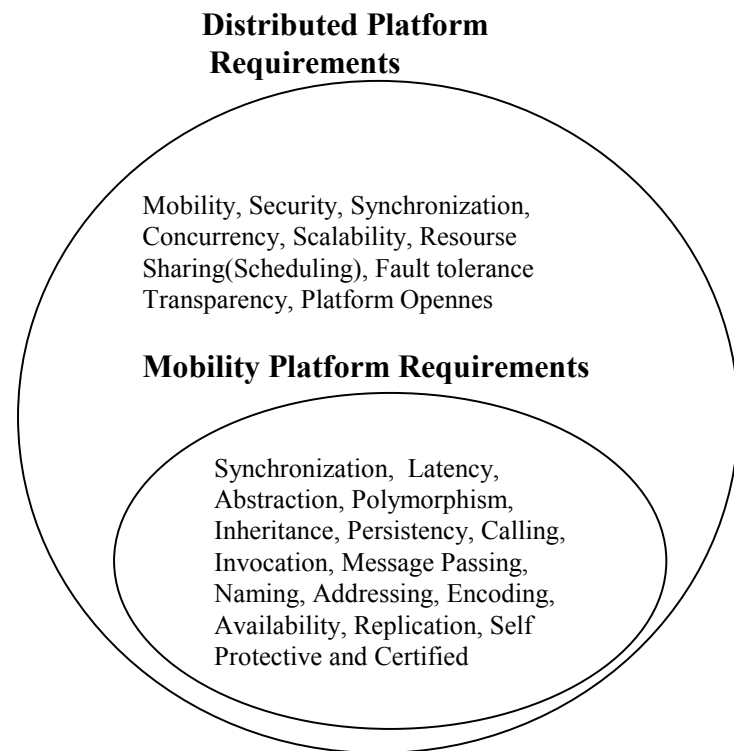 Distributed Platform
Requirements
Mobility, Security, Synchronization,
Concurrency, Scalability, Resourse
Sharing(Scheduling), Fault tolerance
Transparency, Platform Opennes
Mobility Platform Requirements
Synchronization, Latency,
Abstraction, Polymorphism,
Inheritance, Persistency, Calling,
Invocation, Message Passing,
Naming, Addressing, Encoding,
Availability, Replication, Self
Protective and Certified